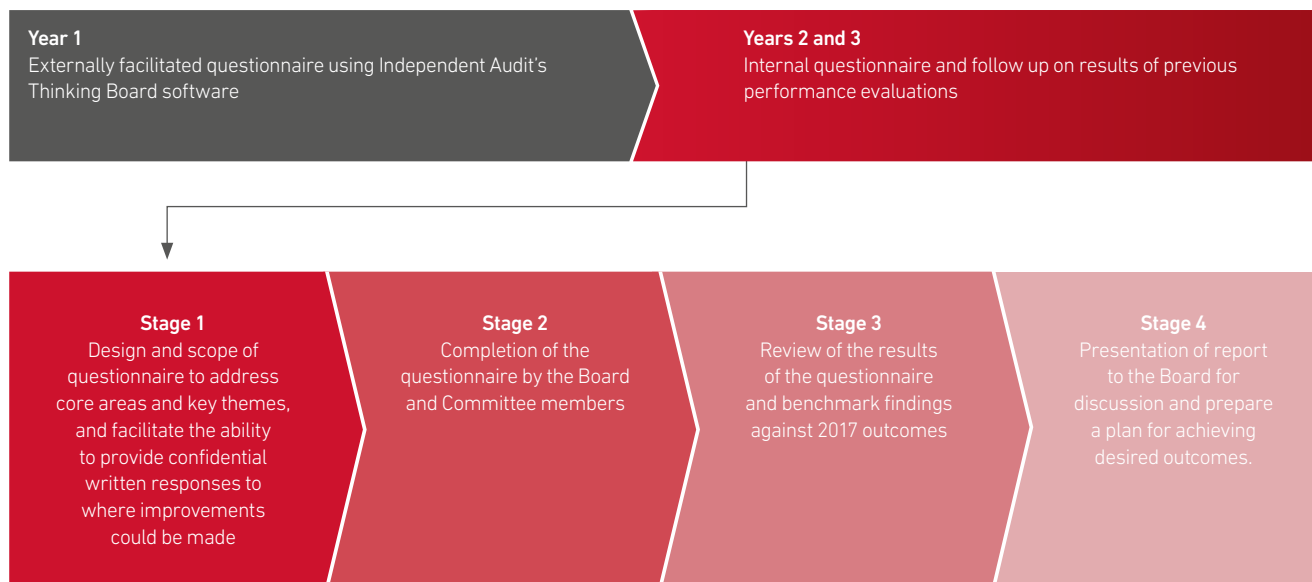 Year 1
Externally facilitated questionnaire using Independent Audit's
Thinking Board software
Years 2 and 3
Internal questionnaire and follow up on results of previous
performance evaluations
Stage 1
Design and scope of
questionnaire to address
core areas and key themes,
and facilitate the ability
to provide confidential
written responses to
where improvements
could be made
Stage 2
Completion of the
questionnaire by the Board
and Committee members
Stage 3
Review of the results
of the questionnaire
and benchmark findings
against 2017 outcomes
Stage 4
Presentation of report
to the Board for
discussion and prepare
a plan for achieving
desired outcomes.